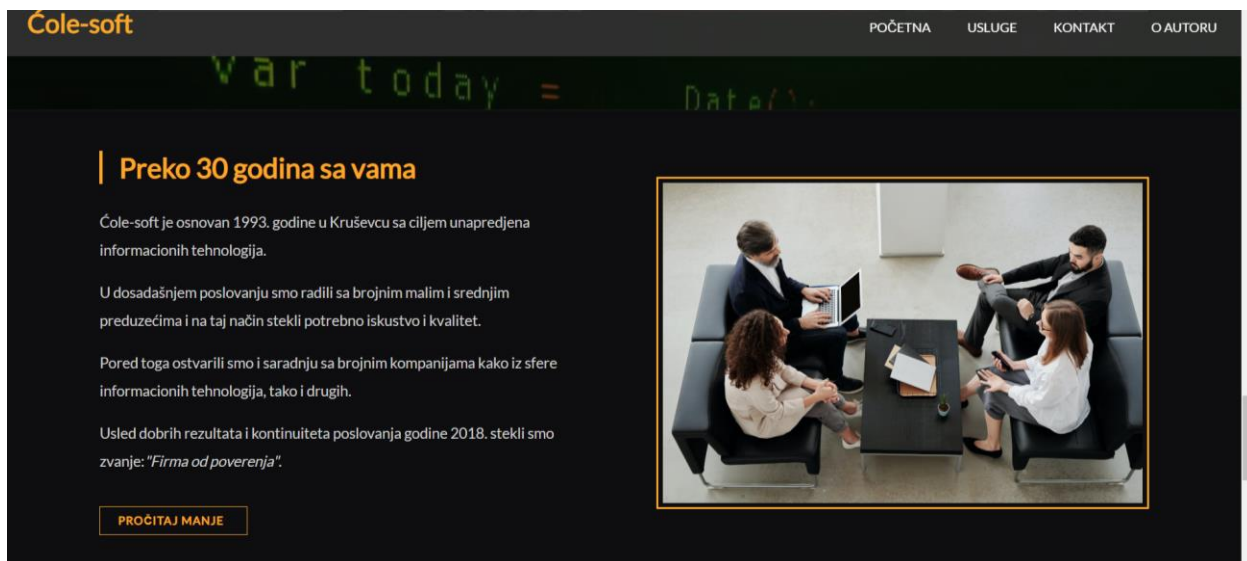 Ćole-soft
POČETNA USLUGE KONTAKT O AUTORU
var today = Date();
Preko 30 godina sa vama
Ćole-soft je osnovan 1993. godine u Kruševcu sa ciljem unapredjena
informacionih tehnologija.
U dosadašnjem poslovanju smo radili sa brojnim malim i srednjim
preduzećima i na taj način stekli potrebno iskustvo i kvalitet.
Pored toga ostvarili smo i saradnju sa brojnim kompanijama kako iz sfere
informacionih tehnologija, tako i drugih.
Usled dobrih rezultata i kontinuiteta poslovanja godine 2018. stekli smo
zvanje: "Firma od poverenja".
PROČITAJ MANJE